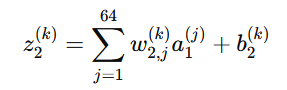 z_2^{(k)} = \sum_{j=1}^{64} w_{2,j}^{(k)} a_1^{(j)} + b_2^{(k)}